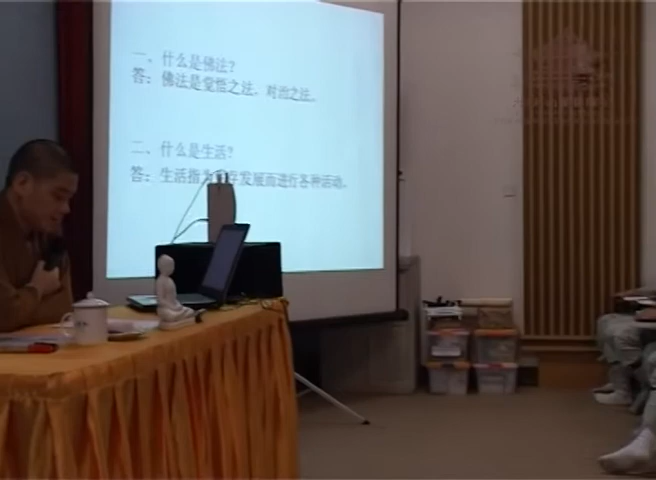 一、什么是佛法？
答：佛法是觉悟之法，对治之法。
二、什么是生活？
答：生活指为生存发展而进行各种活动。